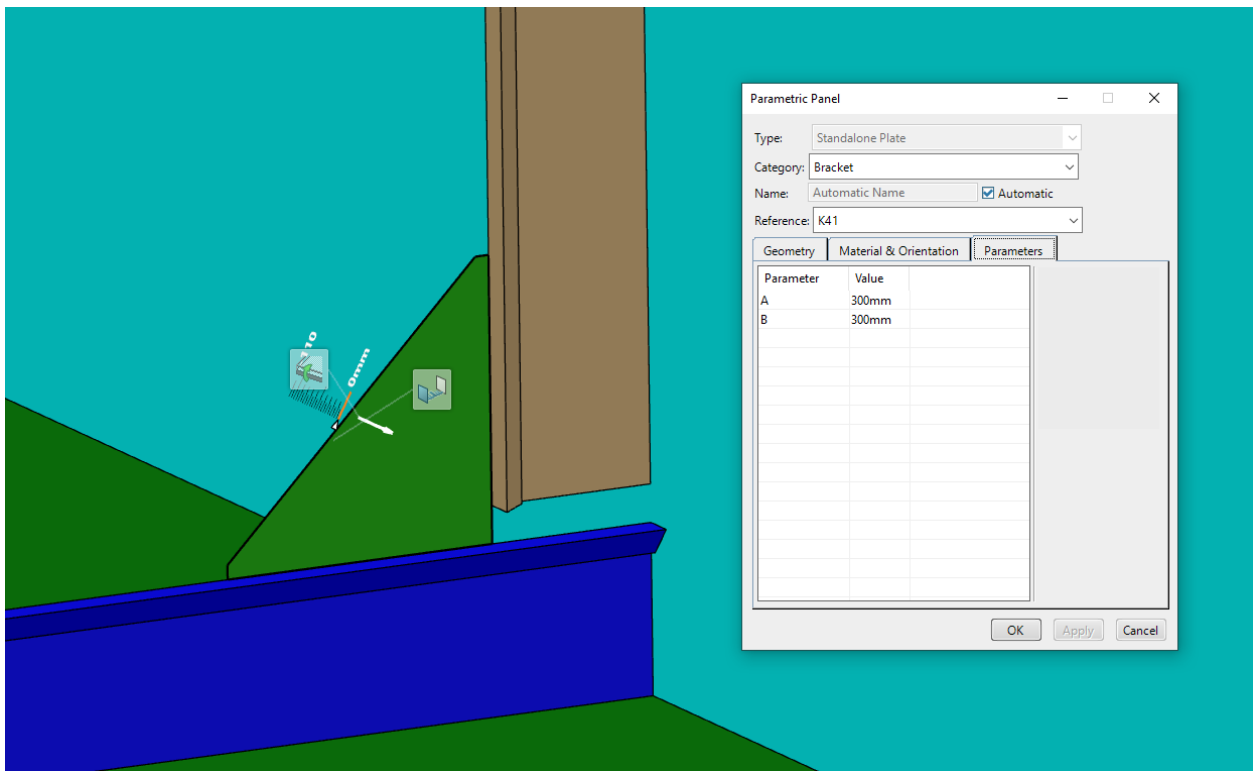 Parametric Panel
Type: Standalone Plate
Category: Bracket
Name: Automatic Name Automatic
Reference: K41
Geometry Material & Orientation Parameters
Parameter Value
A 300mm
B 300mm
OK Apply Cancel
0mm